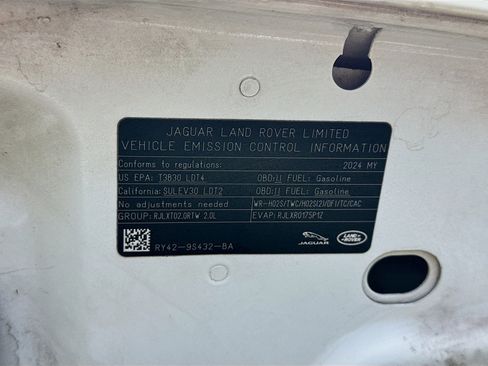 JAGUAR LAND ROVER LIMITED
VEHICLE EMISSION CONTROL INFORMATION
Conforms to regulations: 2024 MY
US EPA: T3B30 LDT4 OBD:II FUEL: Gasoline
California: SULEV30 LDT2 OBD:II FUEL: Gasoline
No adjustments needed WR-HO2S/TWC/HO2S(2)/DFI/TC/CAC
GROUP: RJLXT02.0RTW 2.0L EVAP: RJLXR0175P1Z
RY42-9S432-BA
JAGUAR
LAND ROVER